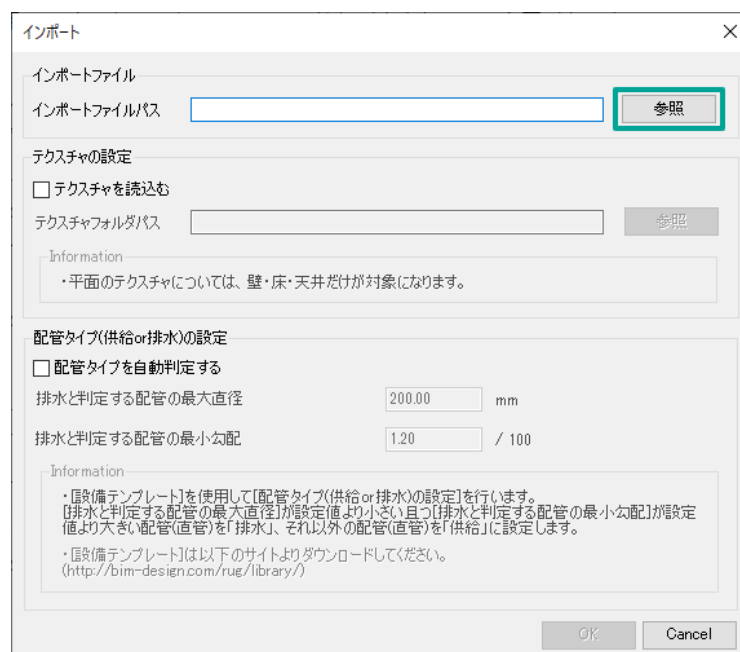 インポート
インポートファイル
インポートファイルパス
参照
テクスチャの設定
テクスチャを読込む
テクスチャフォルダパス
参照
Information
・平面のテクスチャについては、壁・床・天井だけが対象になります。
配管タイプ(供給or排水)の設定
配管タイプを自動判定する
排水と判定する配管の最大直径
200.00
mm
排水と判定する配管の最小勾配
1.20
/ 100
Information
・[設備テンプレート]を使用して[配管タイプ(供給or排水)の設定]を行います。
[排水と判定する配管の最大直径]が設定値より小さい且つ[排水と判定する配管の最小勾配]が設定
値より大きい配管(直管)を「排水」、それ以外の配管(直管)を「供給」に設定します。
・[設備テンプレート]は以下のサイトよりダウンロードしてください。
(http://bim-design.com/rug/library/)
OK
Cancel